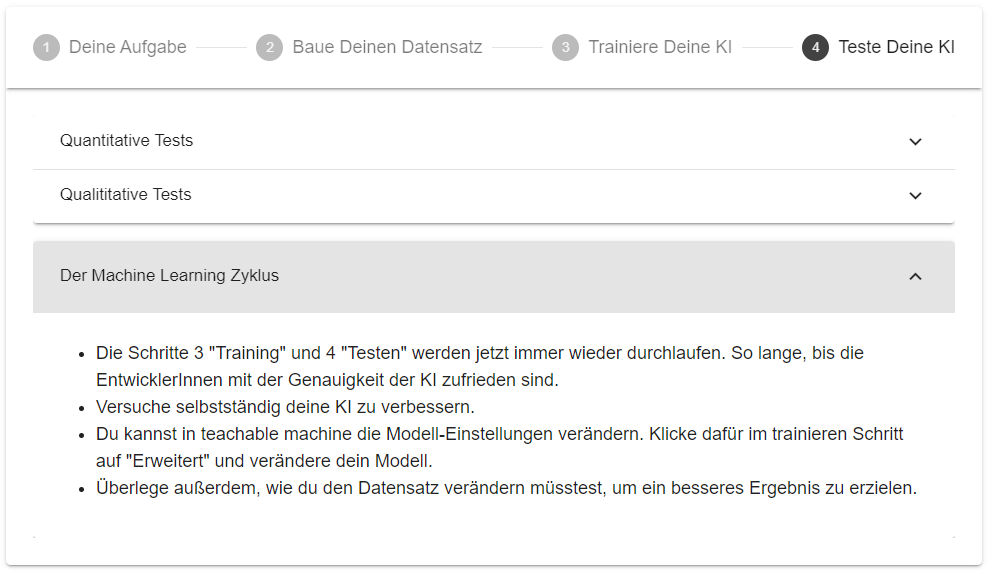 1 Deine Aufgabe 2 Baue Deinen Datensatz 3 Trainiere Deine KI 4 Teste Deine KI
Quantitative Tests
Qualititative Tests
Der Machine Learning Zyklus
• Die Schritte 3 "Training" und 4 "Testen" werden jetzt immer wieder durchlaufen. So lange, bis die
EntwicklerInnen mit der Genauigkeit der KI zufrieden sind.
• Versuche selbstständig deine KI zu verbessern.
• Du kannst in teachable machine die Modell-Einstellungen verändern. Klicke dafür im trainieren Schritt
auf "Erweitert" und verändere dein Modell.
• Überlege außerdem, wie du den Datensatz verändern müsstest, um ein besseres Ergebnis zu erzielen.